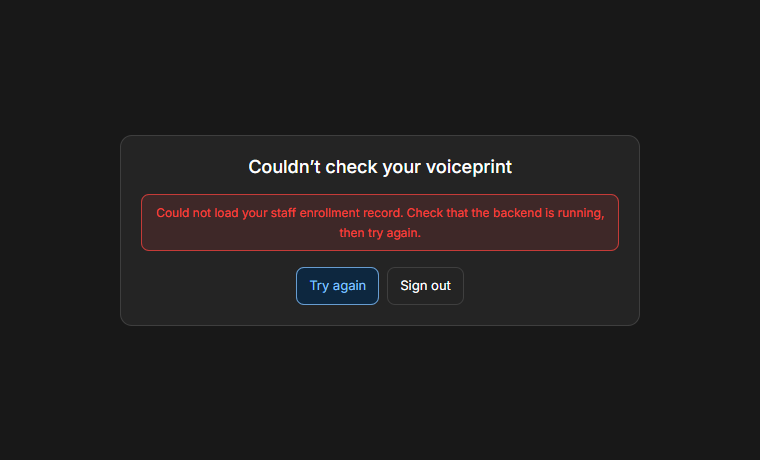 Couldn’t check your voiceprint
Could not load your staff enrollment record. Check that the backend is running,
then try again.
Try again
Sign out